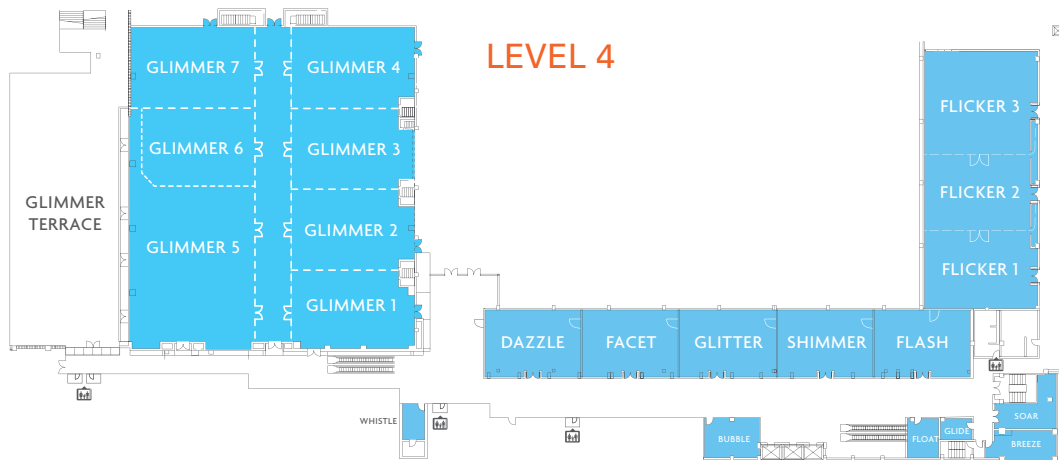 LEVEL 4
GLIMMER 7
GLIMMER 4
GLIMMER 6
GLIMMER 3
GLIMMER
TERRACE
GLIMMER 5
GLIMMER 2
GLIMMER 1
FLICKER 3
FLICKER 2
FLICKER 1
DAZZLE
FACET
GLITTER
SHIMMER
FLASH
WHISTLE
BUBBLE
FLOAT
GLIDE
SOAR
BREEZE